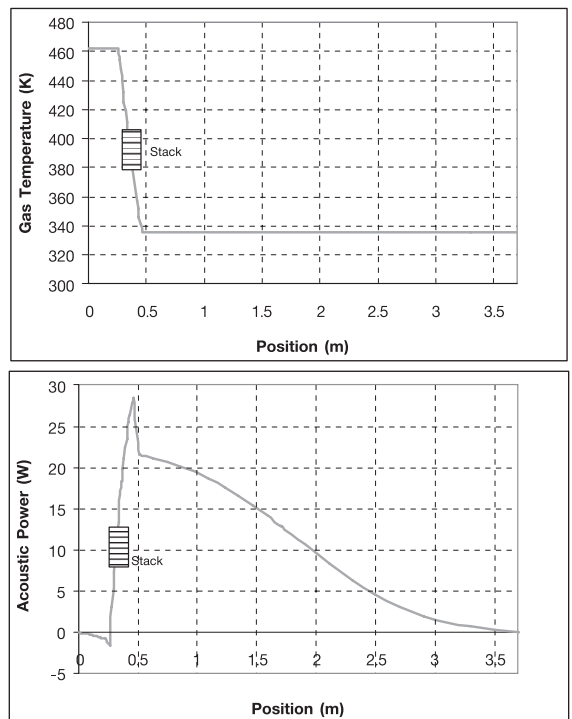 480
460
440
420
400
380
360
340
320
300
Gas Temperature (K)
Stack
0 0.5 1 1.5 2 2.5 3 3.5
Position (m)
30
25
20
15
10
5
0
-5
Acoustic Power (W)
Stack
0 0,5 1 1,5 2 2.5 3 3,5
Position (m)